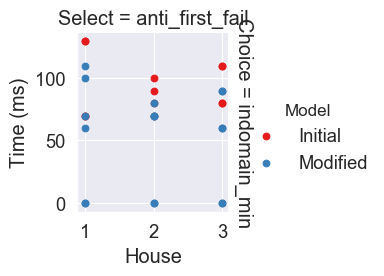 Select = anti_first_fail
Choice = indomain_min
Time (ms)
100
50
0
1 2 3
House
Model
Initial
Modified